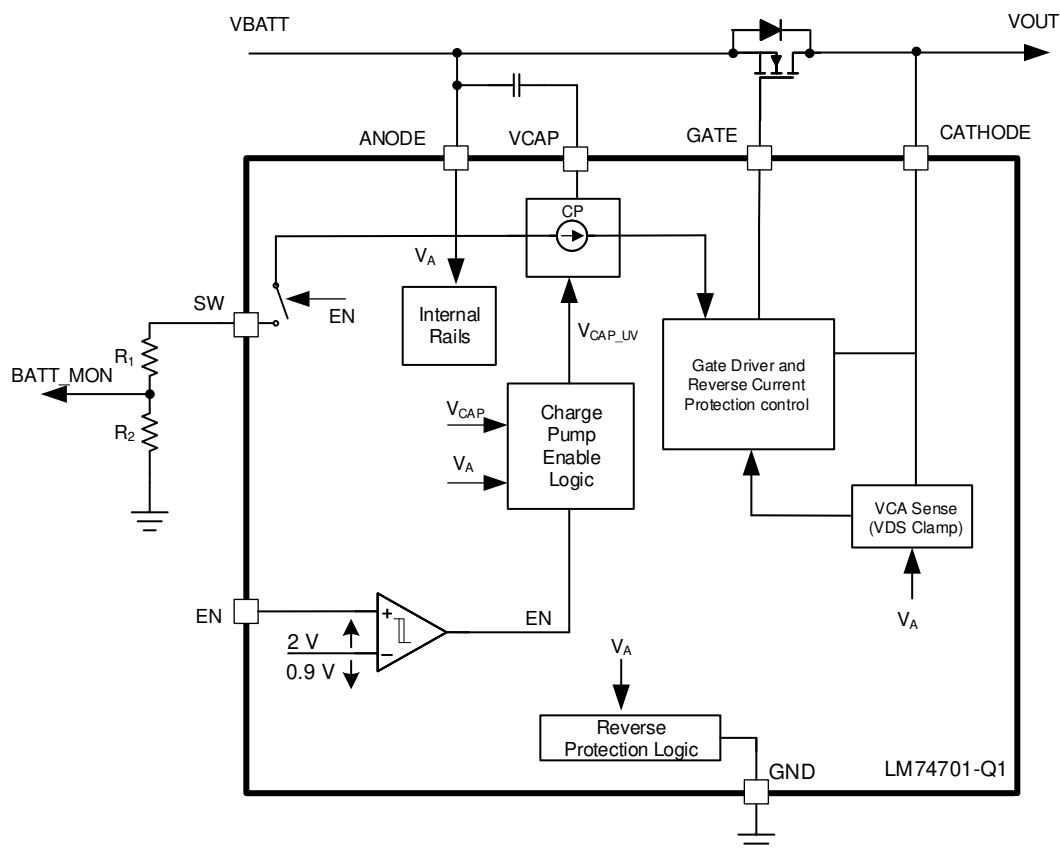 VBATT
VOUT
ANODE
VCAP
GATE
CATHODE
CP
VA
SW
EN
Internal
Rails
VCAP_UV
R1
BATT_MON
R2
Gate Driver and
Reverse Current
Protection control
VCAP
VA
Charge
Pump
Enable
Logic
VCA Sense
(VDS Clamp)
VA
EN
+
2 V
0.9 V
–
EN
VA
Reverse
Protection Logic
GND
LM74701-Q1